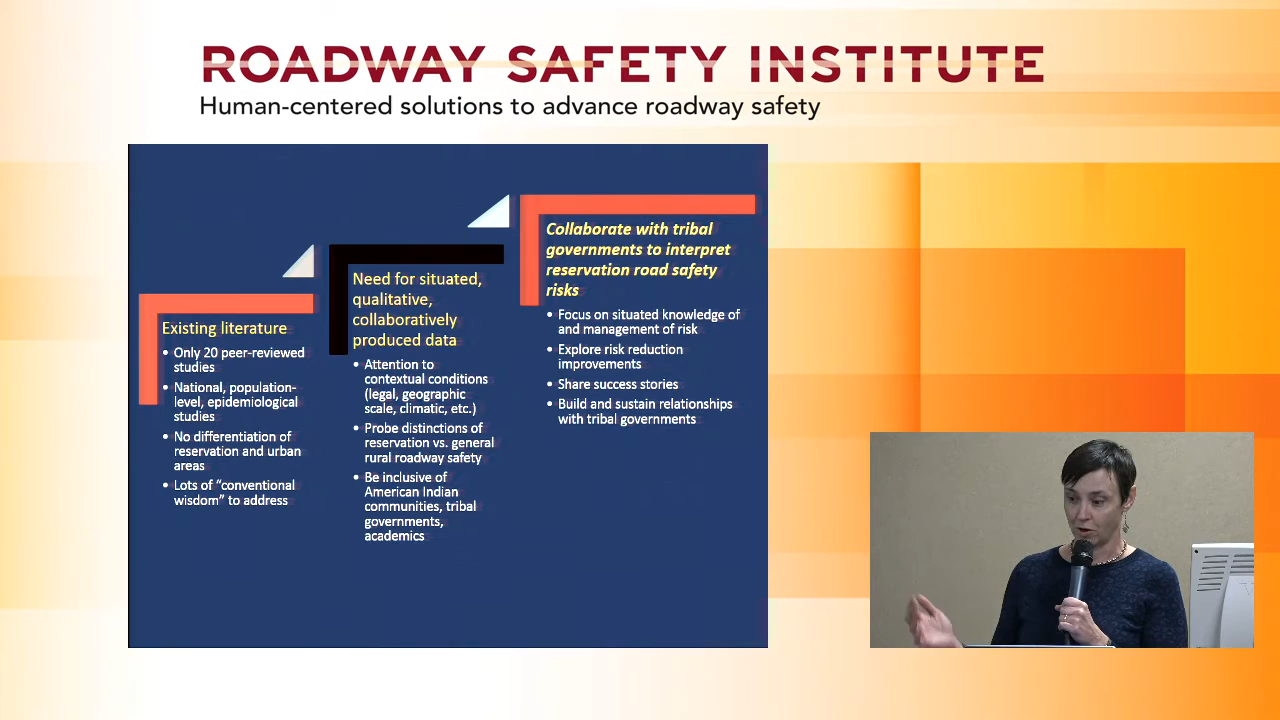 ROADWAY SAFETY INSTITUTE
Human-centered solutions to advance roadway safety
Existing literature
• Only 20 peer-reviewed
studies
• National, population-
level, epidemiological
studies
• No differentiation of
reservation and urban
areas
• Lots of “conventional
wisdom” to address
Need for situated,
qualitative,
collaboratively
produced data
• Attention to
contextual conditions
(legal, geographic
scale, climatic, etc.)
• Probe distinctions of
reservation vs. general
rural roadway safety
• Be inclusive of
American Indian
communities, tribal
governments,
academics
Collaborate with tribal
governments to interpret
reservation road safety
risks
• Focus on situated knowledge of
and management of risk
• Explore risk reduction
improvements
• Share success stories
• Build and sustain relationships
with tribal governments